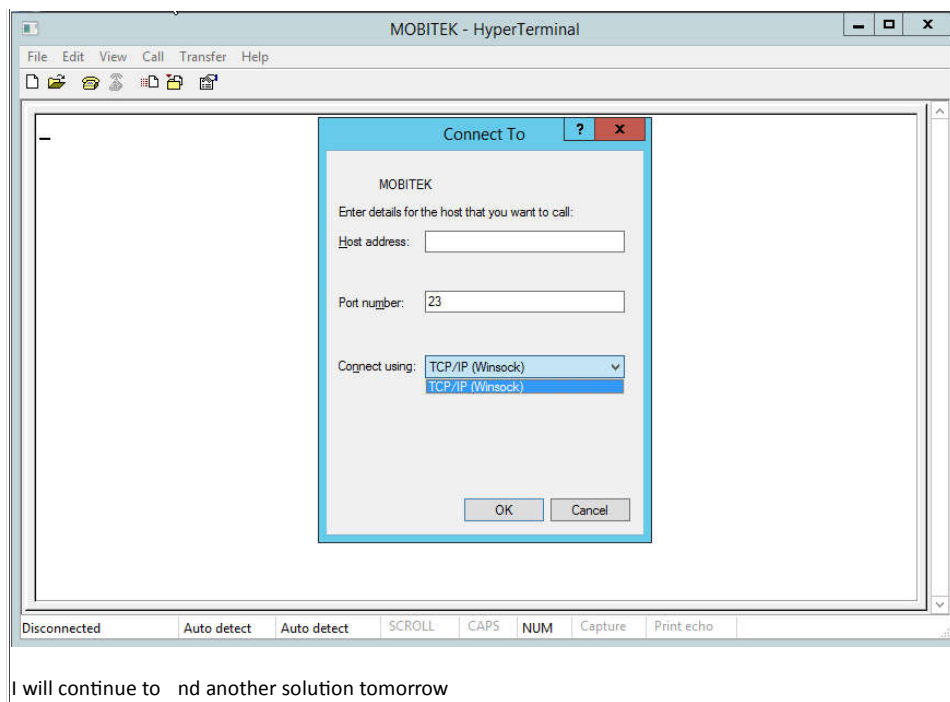 MOBITEK - HyperTerminal
File Edit View Call Transfer Help
Connect To
MOBITEK
Enter details for the host that you want to call:
Host address:
Port number: 23
Connect using: TCP/IP (Winsock)
TCP/IP (Winsock)
OK Cancel
Disconnected Auto detect Auto detect SCROLL CAPS NUM Capture Print echo
I will continue to nd another solution tomorrow